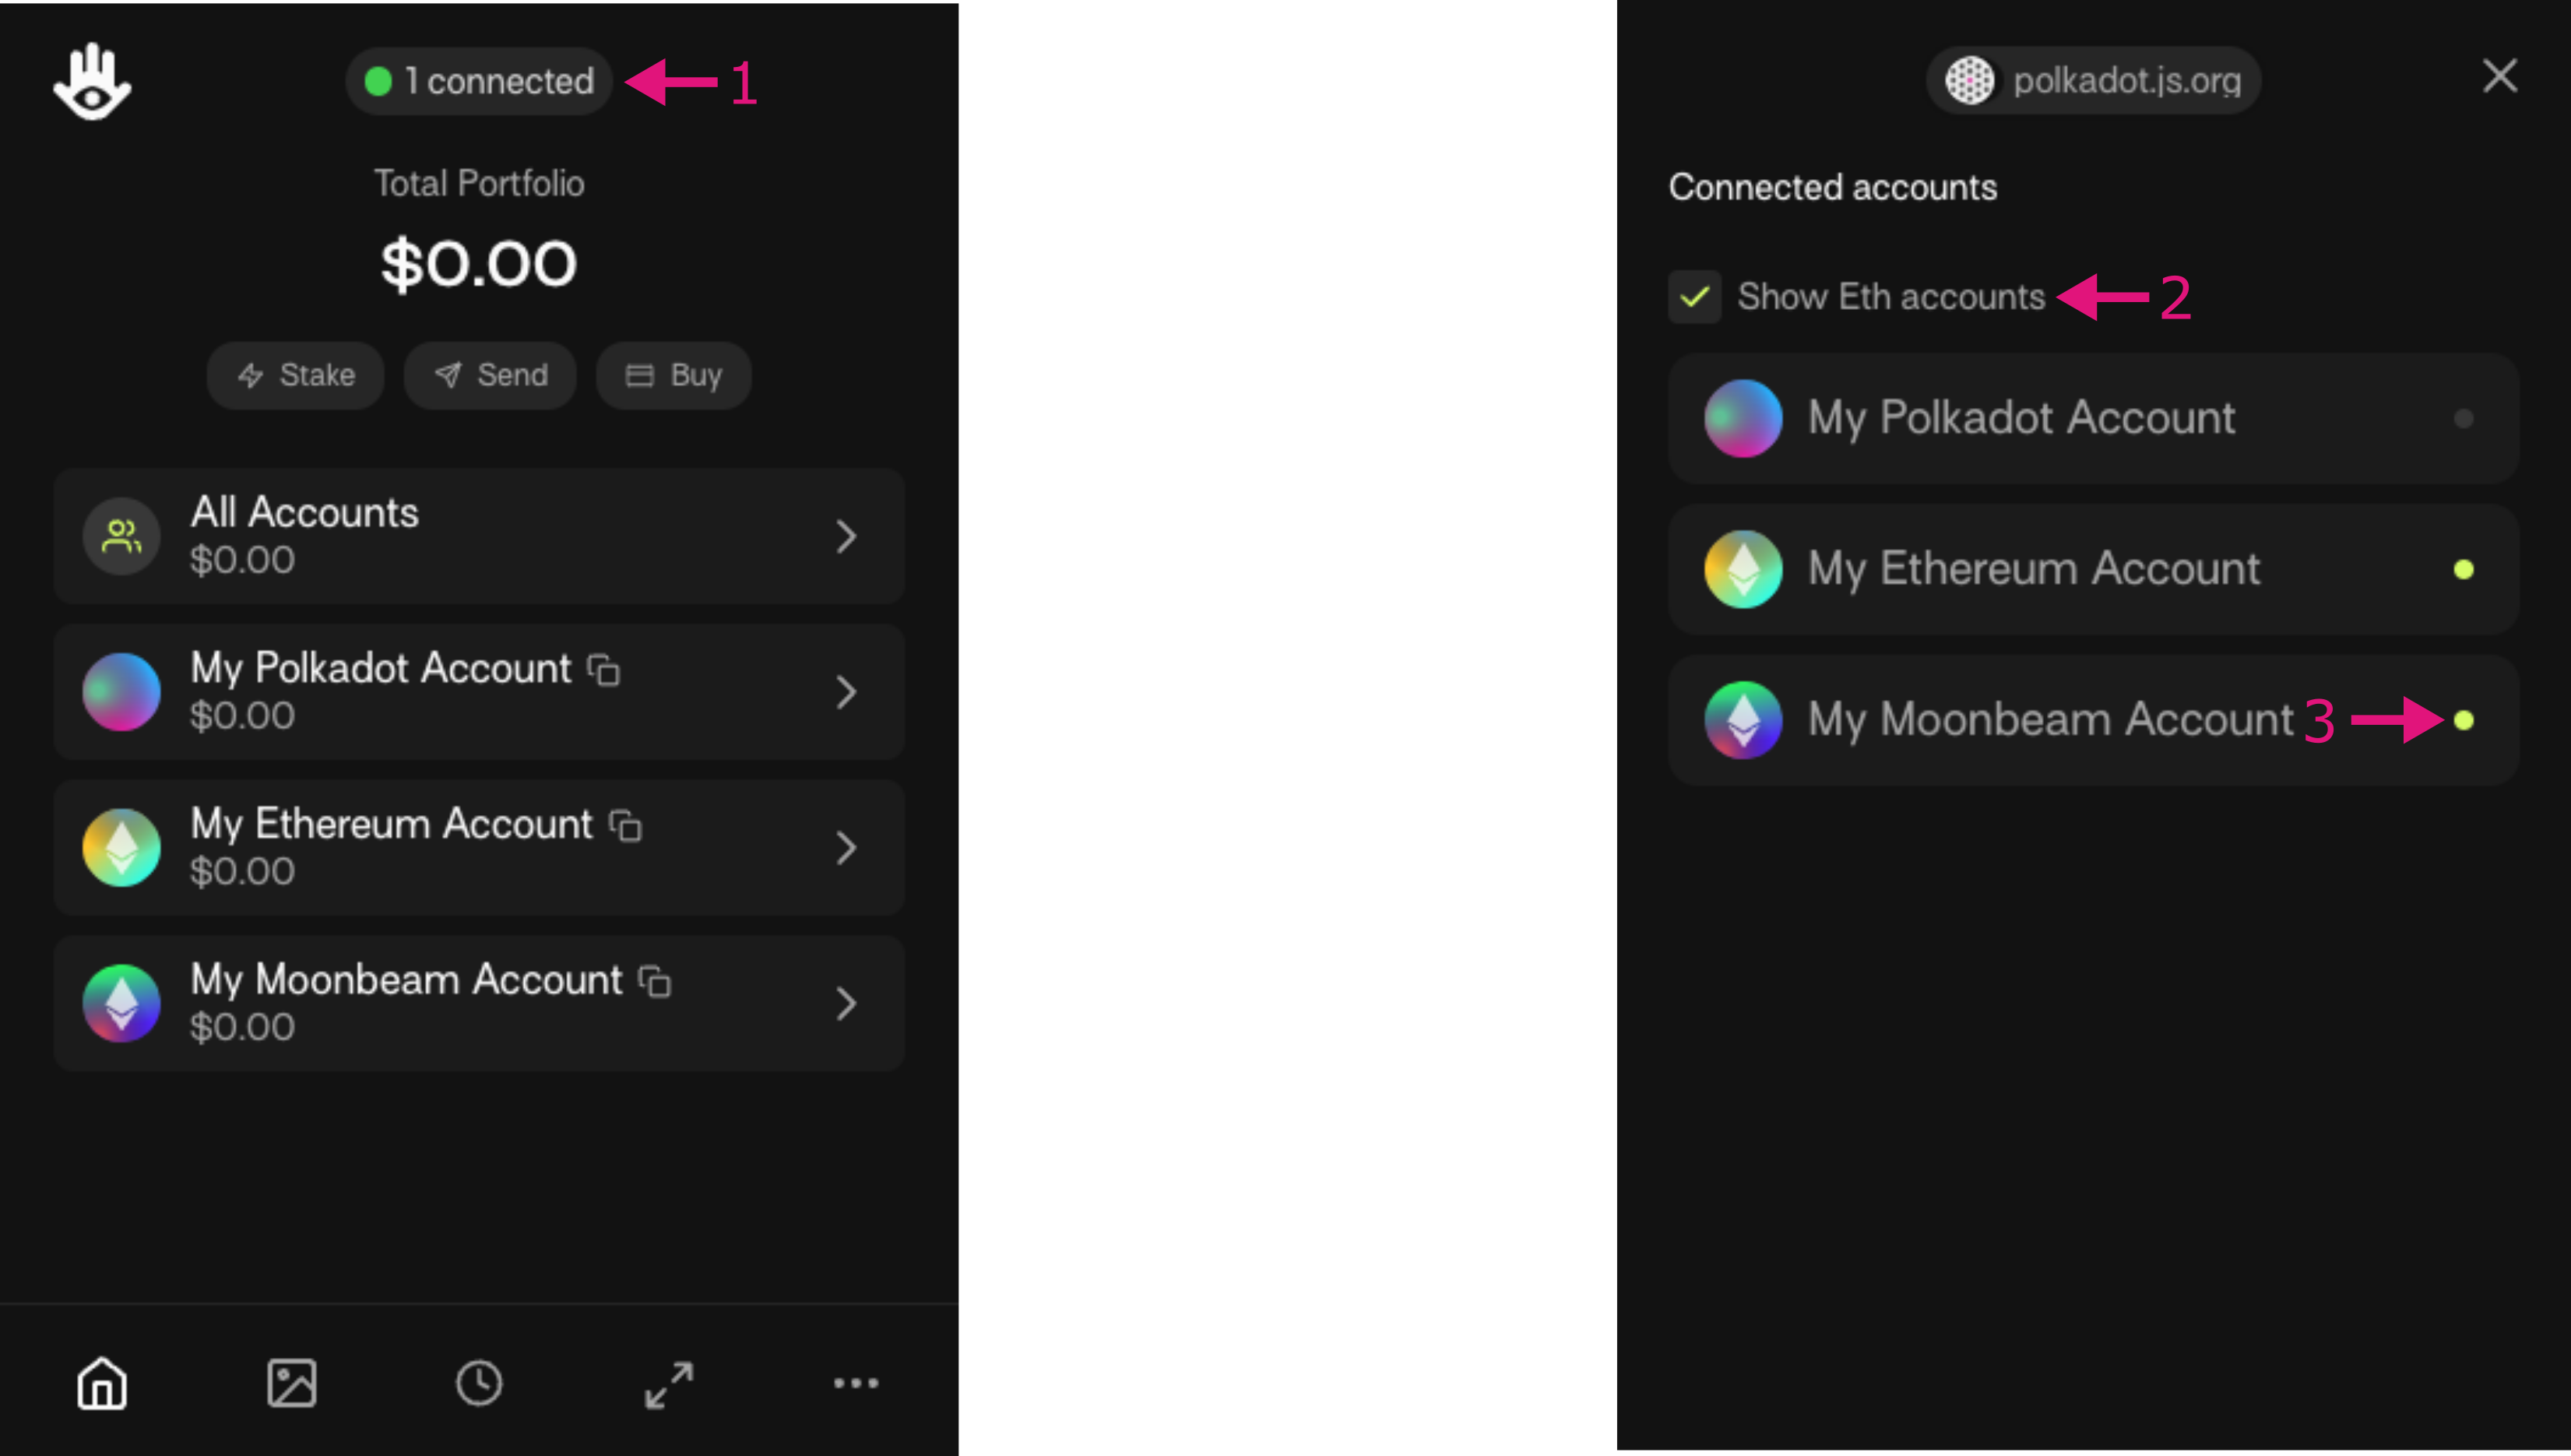 1 connected
1
Total Portfolio
$0.00
Stake
Send
Buy
All Accounts
$0.00
My Polkadot Account
$0.00
My Ethereum Account
$0.00
My Moonbeam Account
$0.00
polkadot.js.org
Connected accounts
Show Eth accounts
2
My Polkadot Account
My Ethereum Account
My Moonbeam Account
3